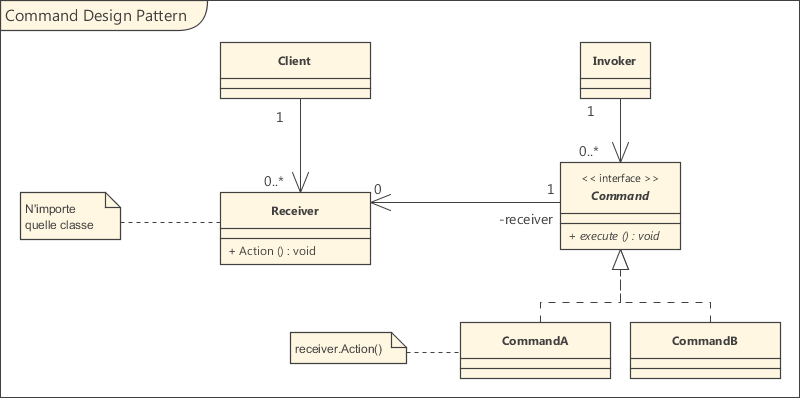 Command Design Pattern
Client
Invoker
1
1
0..*
0..*
<< interface >>
Command
+ execute () : void
0
1
-receiver
N'importe
quelle classe
Receiver
+ Action () : void
receiver.Action()
CommandA
CommandB